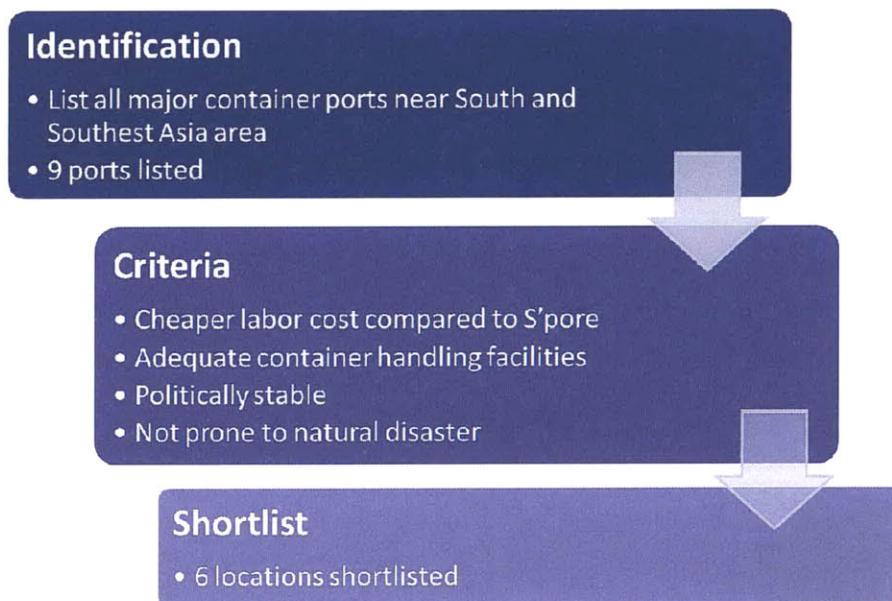 Identification
• List all major container ports near South and
Southest Asia area
• 9 ports listed
Criteria
• Cheaper labor cost compared to S'pore
• Adequate container handling facilities
• Politically stable
• Not prone to natural disaster
Shortlist
• 6 locations shortlisted